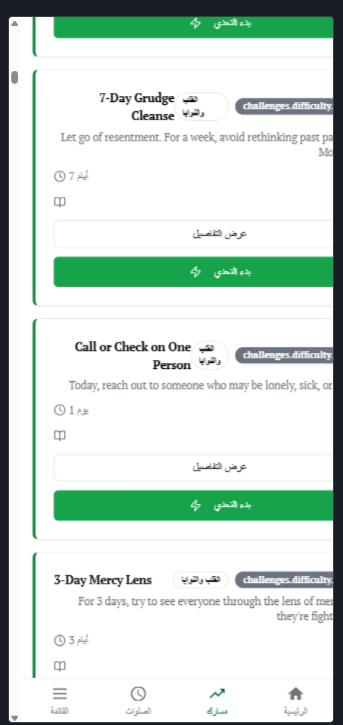 بدء التحدي
7-Day Grudge
Cleanse
القلب
والنوايا
challenges.difficulty.
Let go of resentment. For a week, avoid rethinking past pa
Mo
7 أيام
عرض التفاصيل
بدء التحدي
Call or Check on One
Person
القلب
والنوايا
challenges.difficulty.
Today, reach out to someone who may be lonely, sick, or
1 يوم
عرض التفاصيل
بدء التحدي
3-Day Mercy Lens
القلب والنوايا
challenges.difficulty.
For 3 days, try to see everyone through the lens of mer
they're fight
3 أيام
الرئيسية
مسارك
الصلوات
القائمة